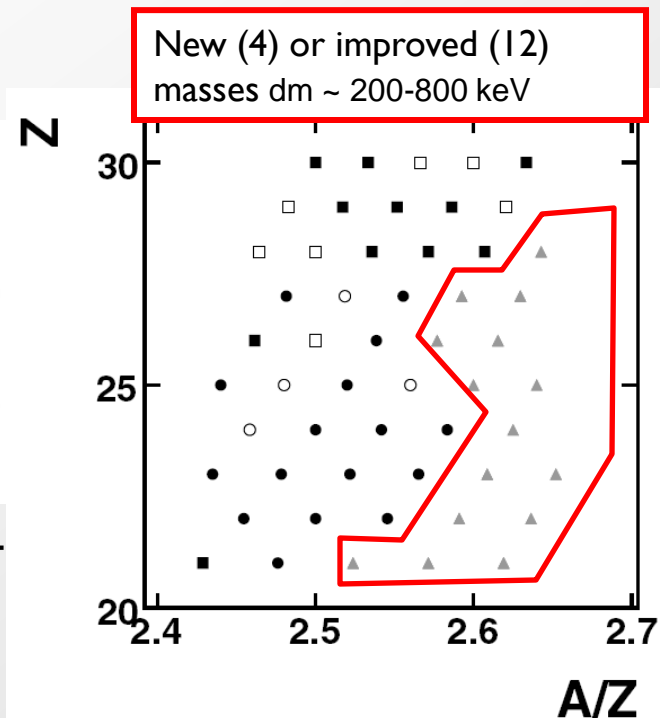 New (4) or improved (12)
masses dm ~ 200-800 keV
Z
30
25
20
2.4 2.5 2.6 2.7
A/Z